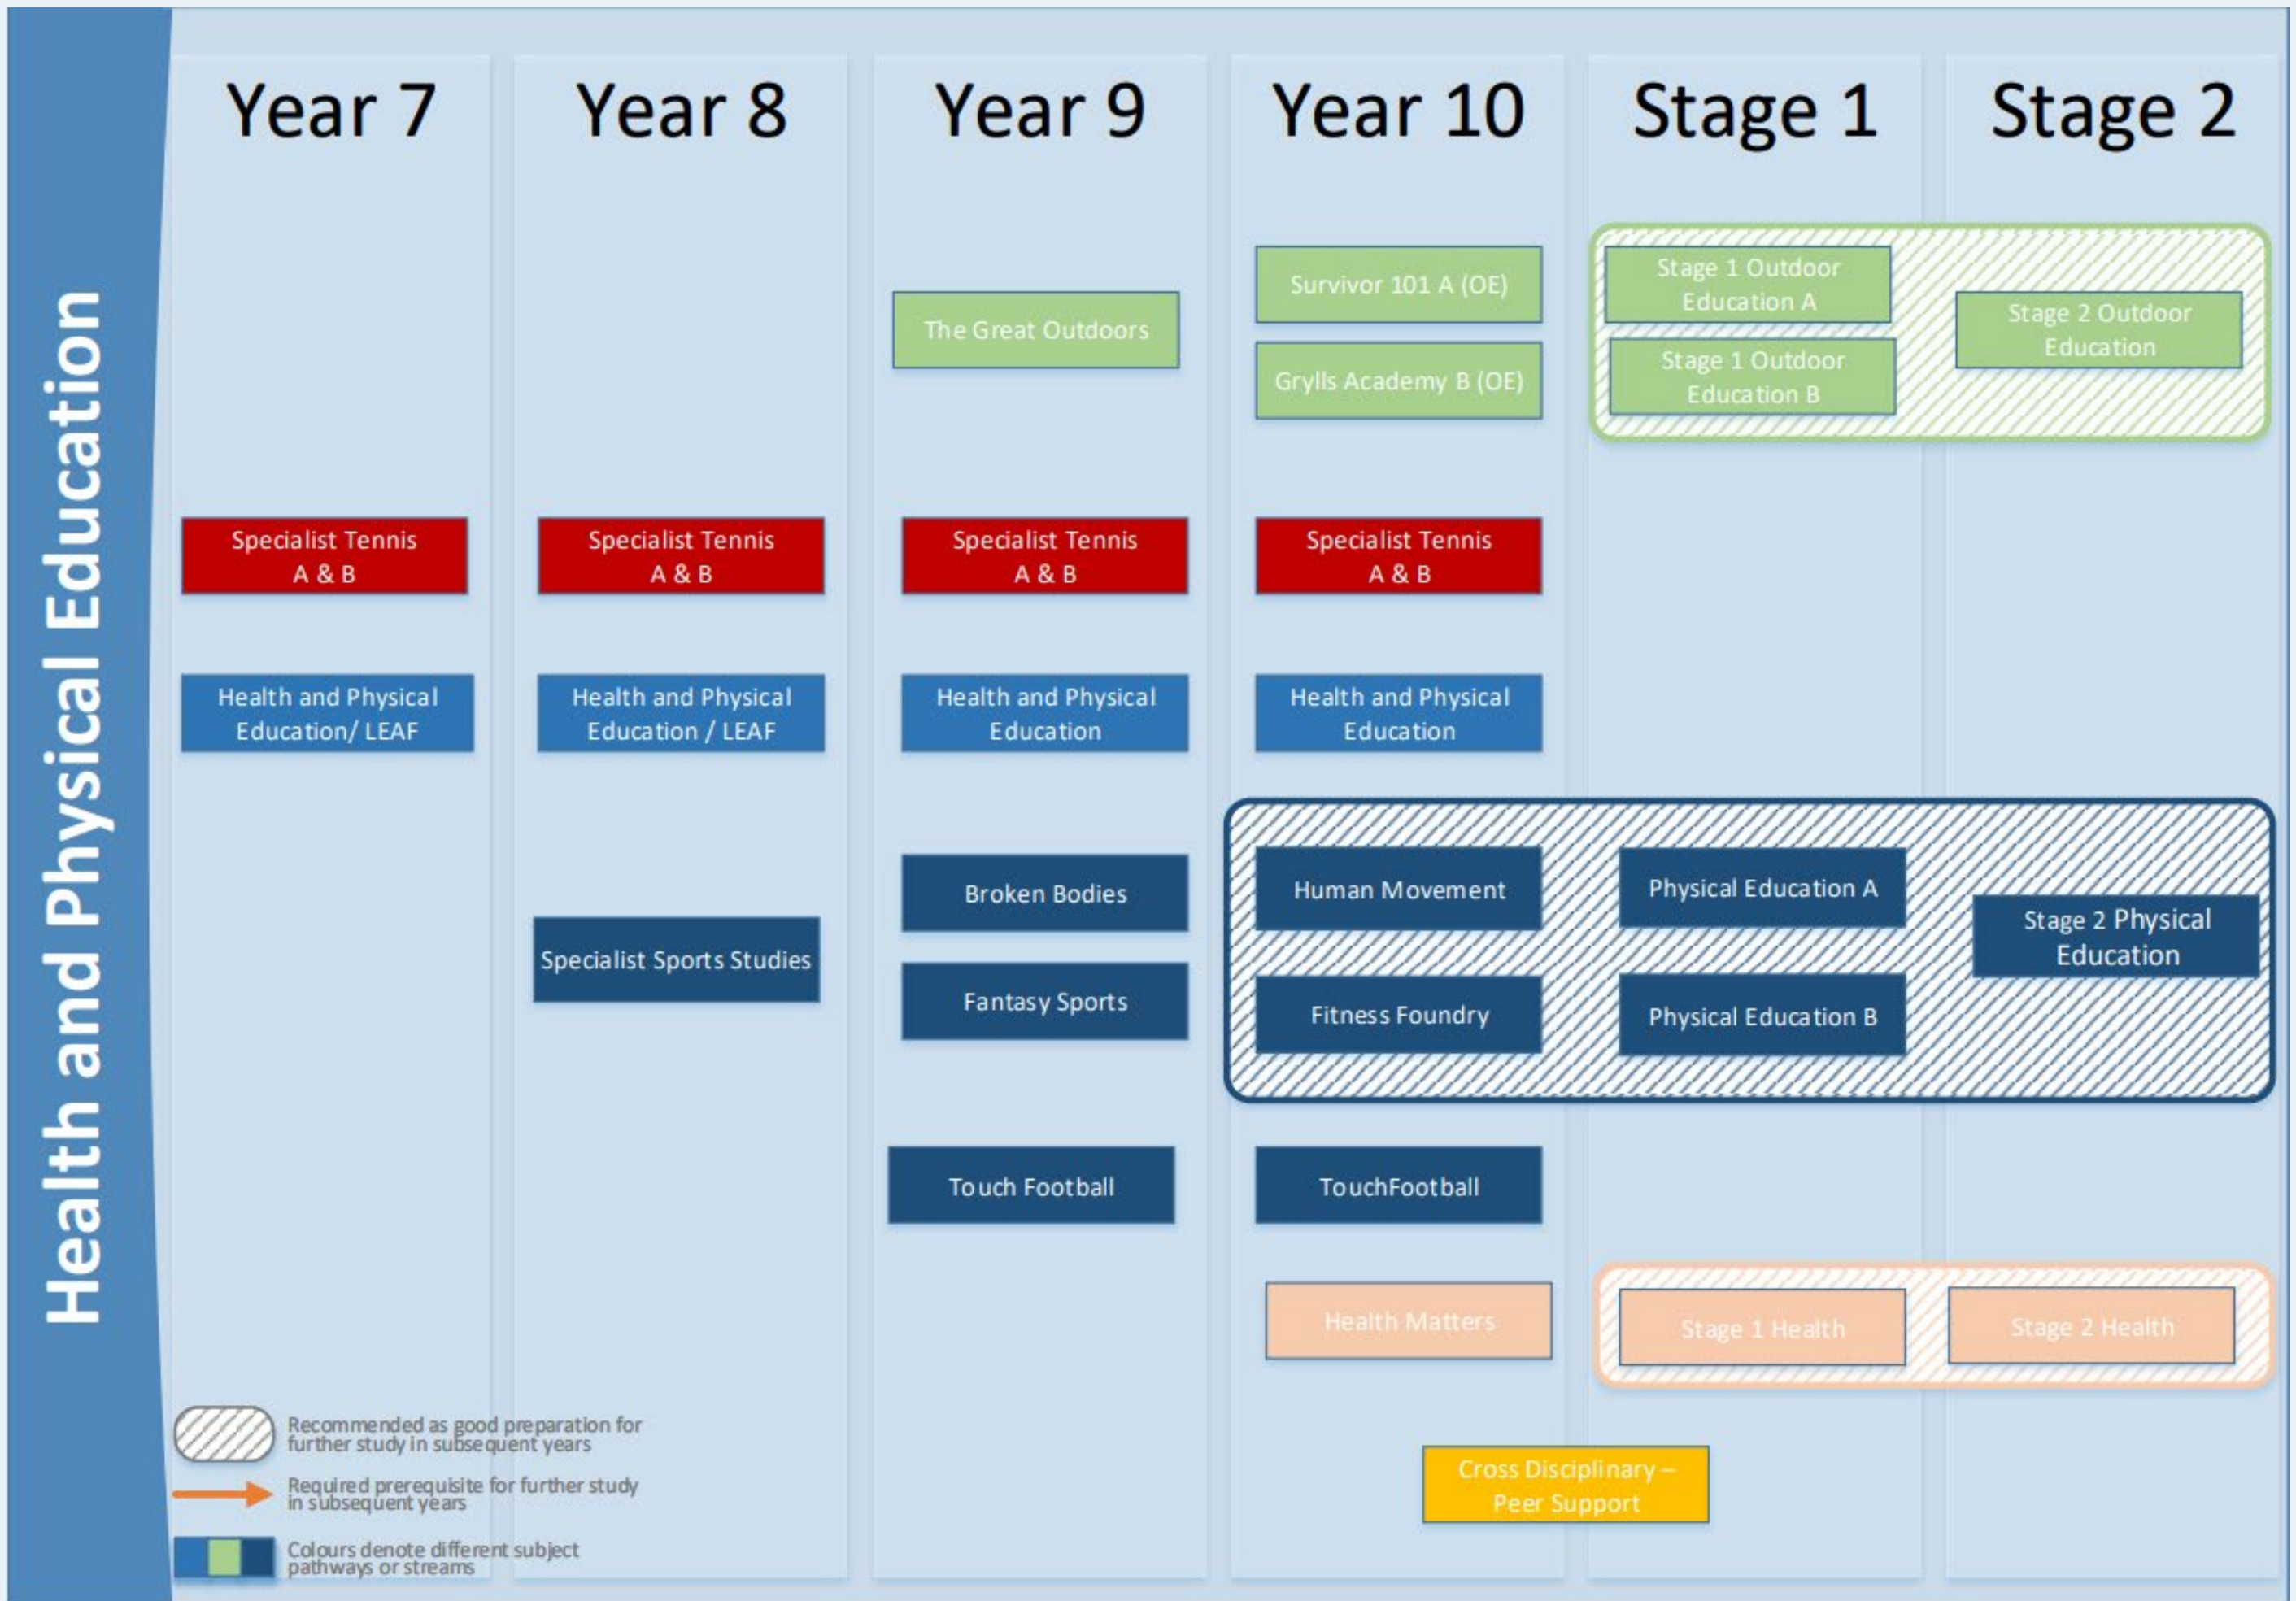 Health and Physical Education
Year 7
Year 8
Year 9
Year 10
Stage 1
Stage 2
The Great Outdoors
Survivor 101 A (OE)
Grylls Academy B (OE)
Stage 1 Outdoor
Education A
Stage 1 Outdoor
Education B
Stage 2 Outdoor
Education
Specialist Tennis
A & B
Specialist Tennis
A & B
Specialist Tennis
A & B
Specialist Tennis
A & B
Health and Physical
Education/ LEAF
Health and Physical
Education / LEAF
Health and Physical
Education
Health and Physical
Education
Specialist Sports Studies
Broken Bodies
Fantasy Sports
Human Movement
Fitness Foundry
Physical Education A
Physical Education B
Stage 2 Physical
Education
Touch Football
TouchFootball
Health Matters
Stage 1 Health
Stage 2 Health
Cross Disciplinary –
Peer Support
Recommended as good preparation for
further study in subsequent years
Required prerequisite for further study
in subsequent years
Colours denote different subject
pathways or streams